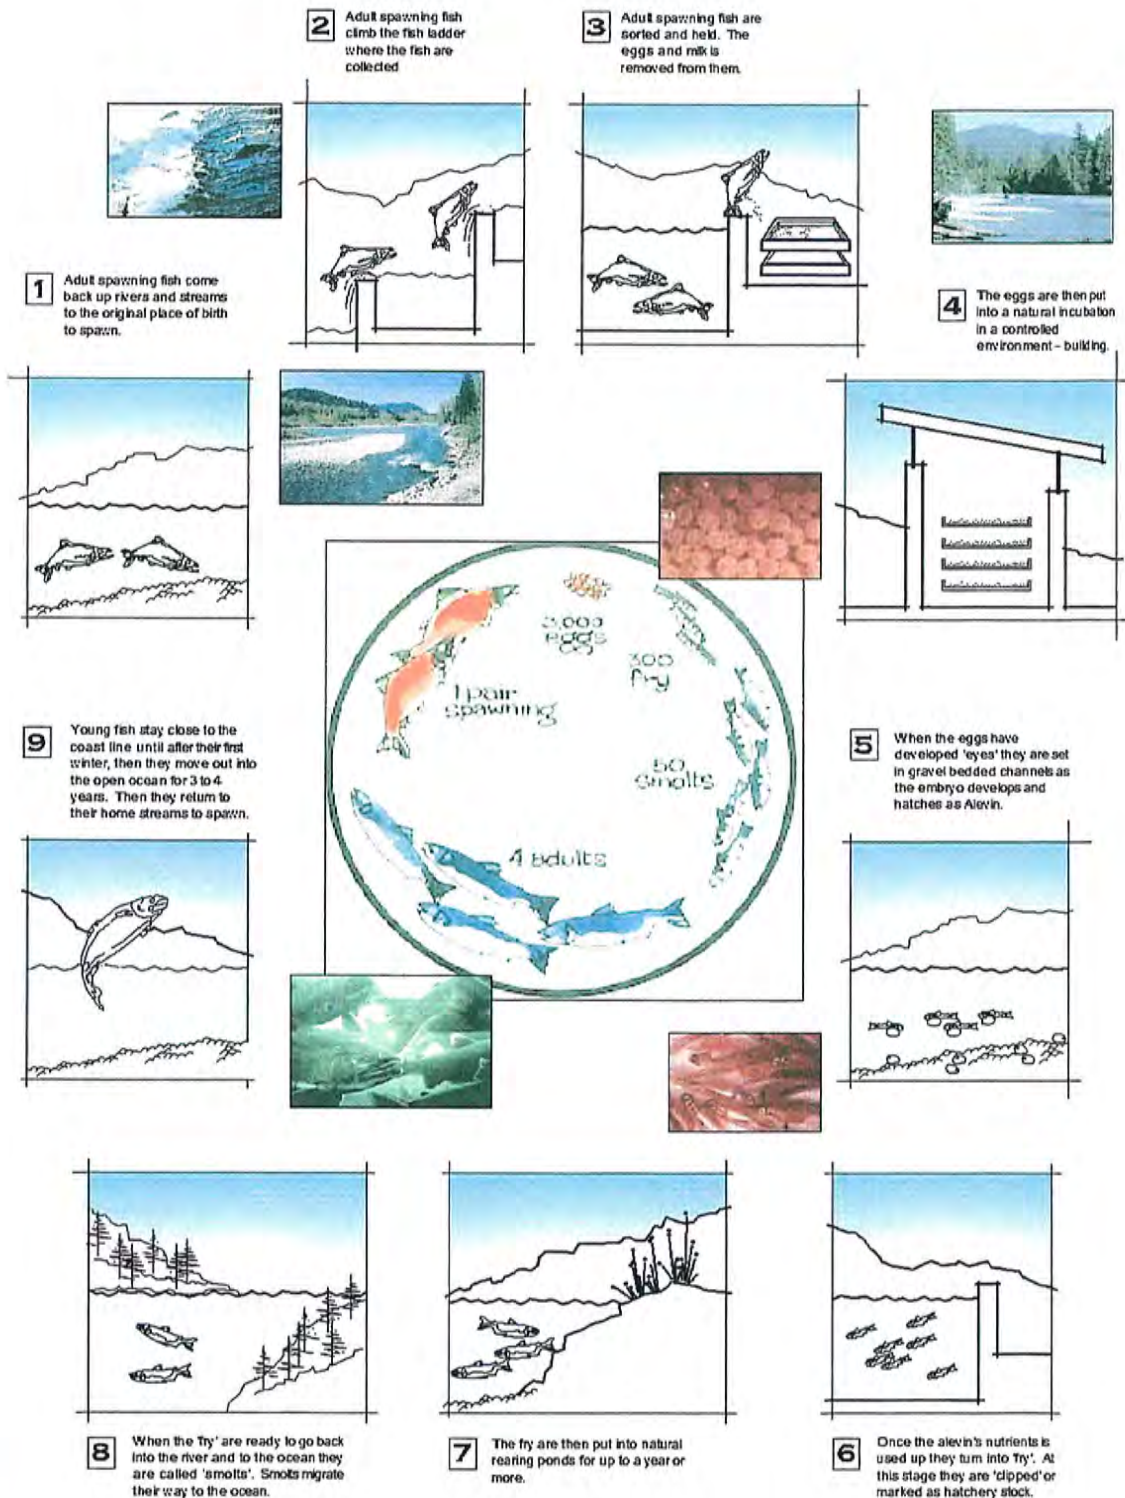 2
Adult spawning fish
climb the fish ladder
where the fish are
collected
3
Adult spawning fish are
sorted and held. The
eggs and milk is
removed from them.
1
Adult spawning fish come
back up rivers and streams
to the original place of birth
to spawn.
4
The eggs are then put
into a natural incubation
in a controlled
environment – building.
3,000
eggs
300
fry
1 pair
spawning
50
smolts
4 adults
9
Young fish stay close to the
coast line until after their first
winter, then they move out into
the open ocean for 3 to 4
years. Then they return to
their home streams to spawn.
5
When the eggs have
developed 'eyes' they are set
in gravel bedded channels as
the embryo develops and
hatches as Alevin.
8
When the 'fry' are ready to go back
into the river and to the ocean they
are called 'smolts'. Smolts migrate
their way to the ocean.
7
The fry are then put into natural
rearing ponds for up to a year or
more.
6
Once the alevin's nutrients is
used up they turn into 'fry'. At
this stage they are 'clipped' or
marked as hatchery stock.